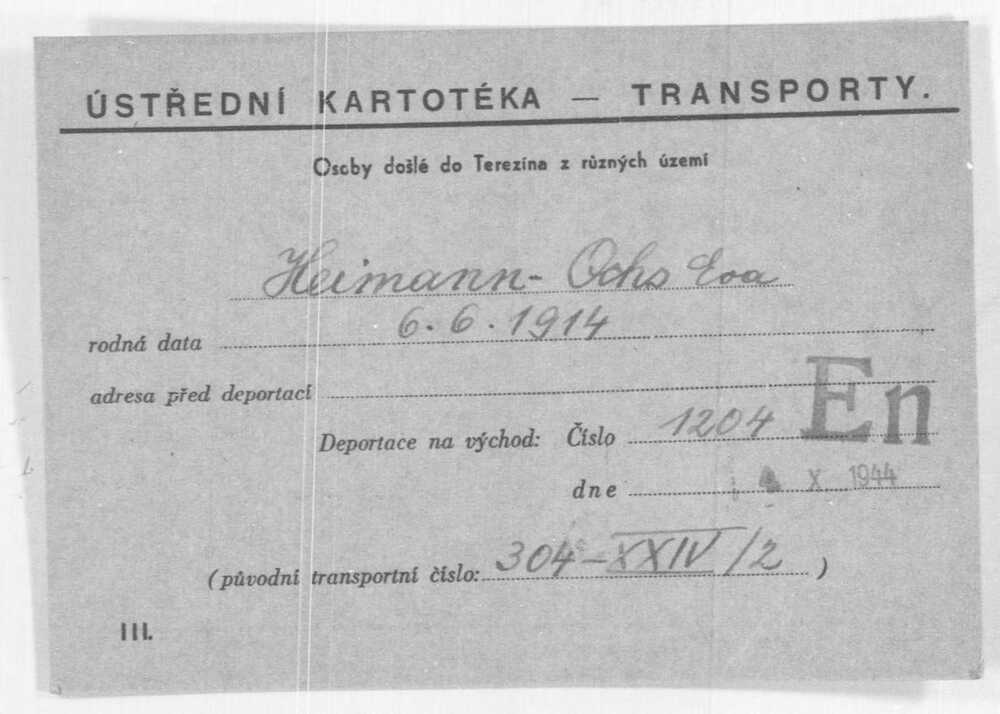 ÚSTŘEDNÍ KARTOTÉKA — TRANSPORTY.
Osoby došlé do Terezína z různých území
Heimann- Ochs Eva
rodná data 6. 6. 1914
adresa před deportací
Deportace na východ: Číslo 1204 En
dne X. 1944
(původní transportní číslo: 304-XXIV/2 )
III.